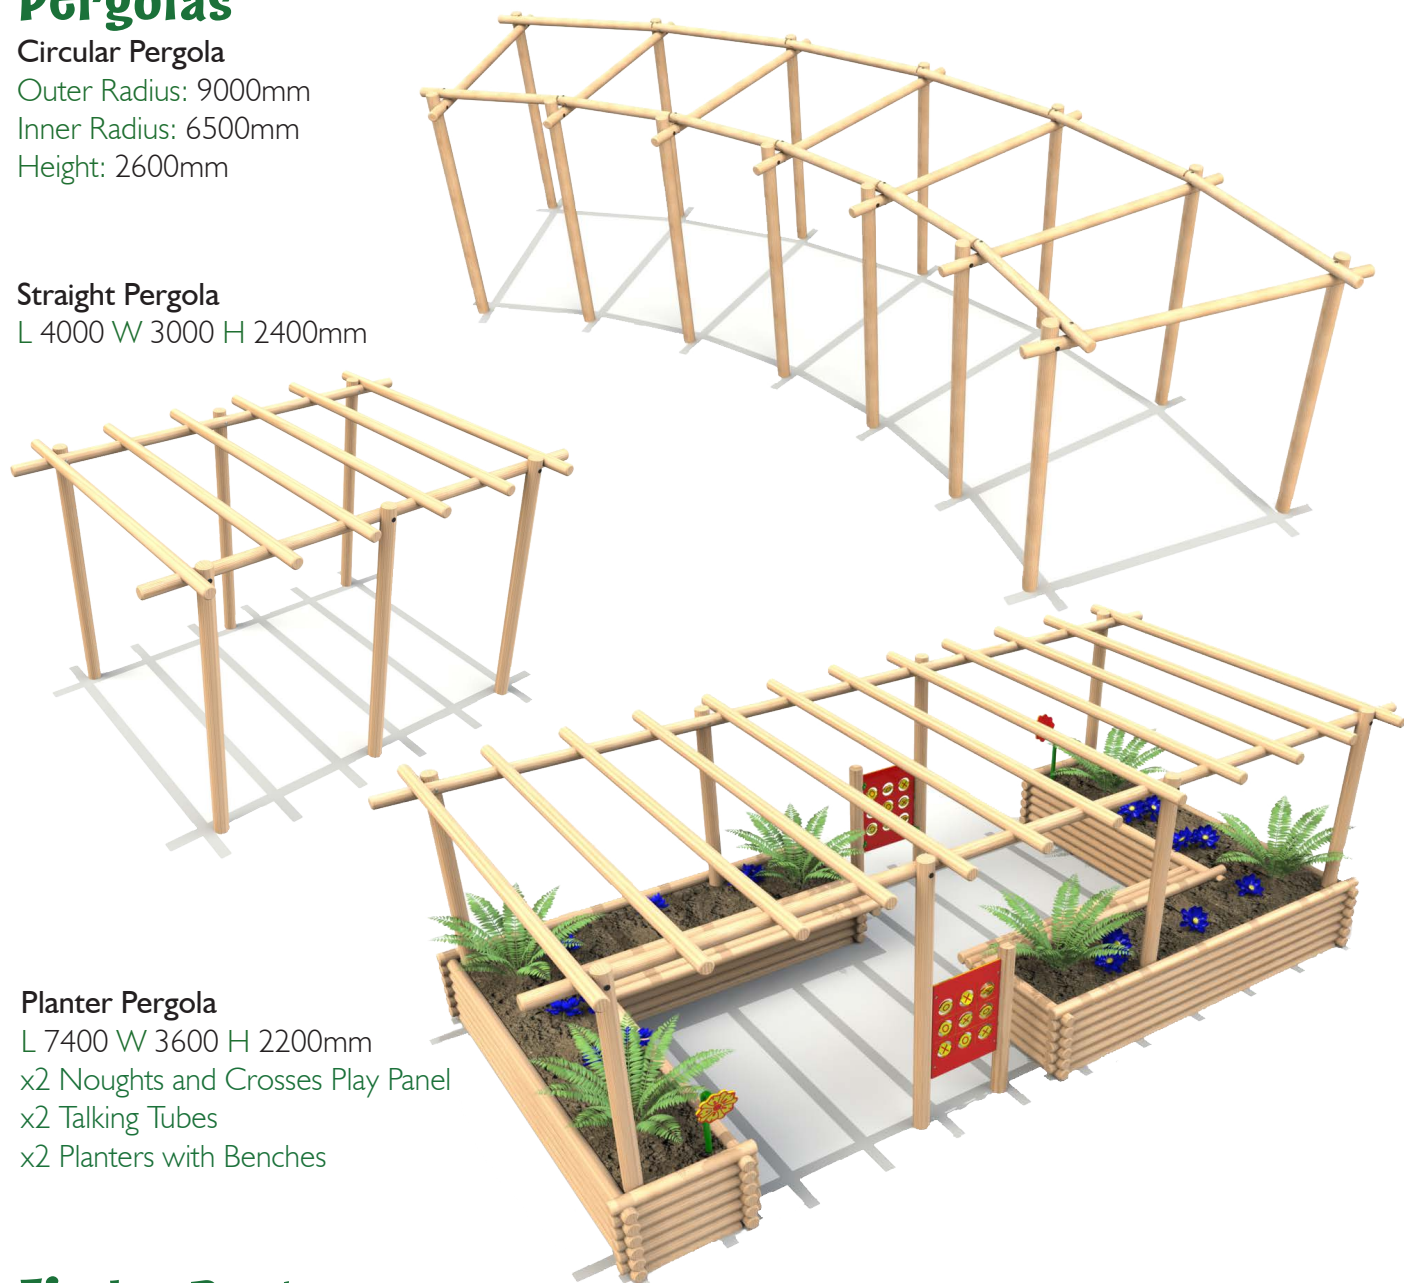 Pergolas
Circular Pergola
Outer Radius: 9000mm
Inner Radius: 6500mm
Height: 2600mm
Straight Pergola
L 4000 W 3000 H 2400mm
Planter Pergola
L 7400 W 3600 H 2200mm
x2 Noughts and Crosses Play Panel
x2 Talking Tubes
x2 Planters with Benches